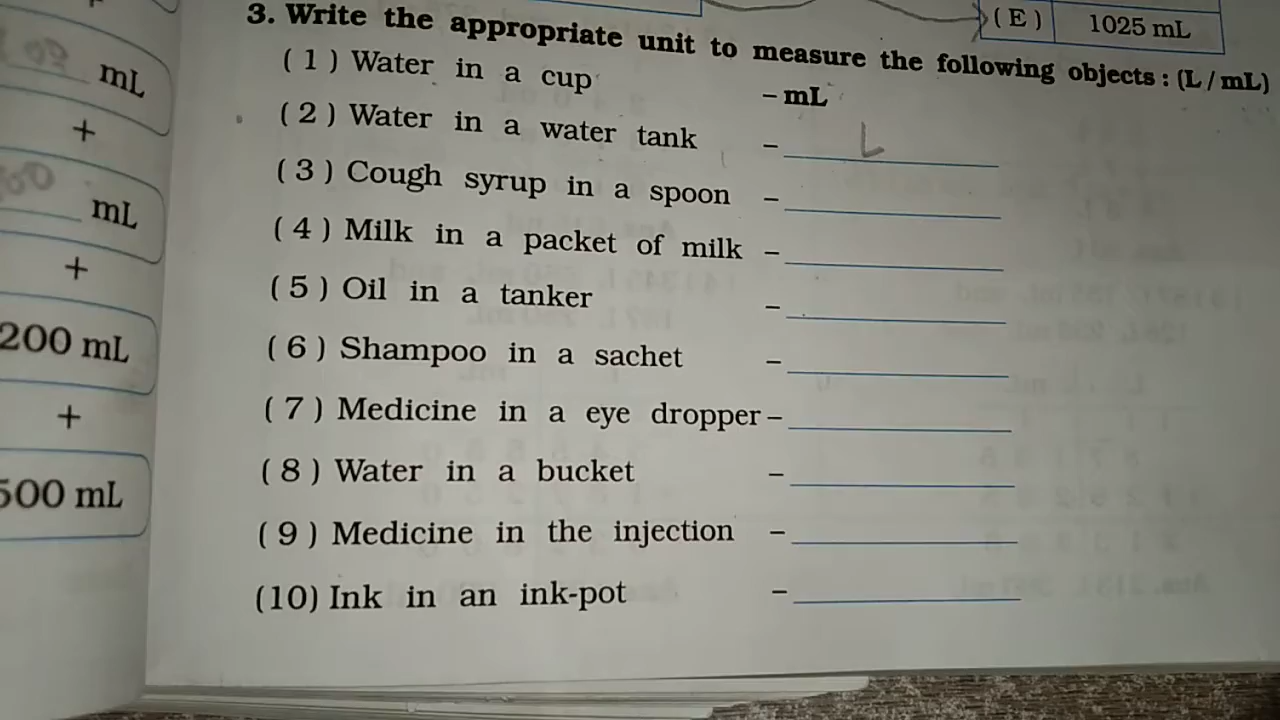 (E) 1025 mL
3. Write the appropriate unit to measure the following objects : (L / mL)
(1) Water in a cup – mL
(2) Water in a water tank – L
(3) Cough syrup in a spoon –
(4) Milk in a packet of milk –
(5) Oil in a tanker –
(6) Shampoo in a sachet –
(7) Medicine in a eye dropper –
(8) Water in a bucket –
(9) Medicine in the injection –
(10) Ink in an ink-pot –
mL
+
mL
+
200 mL
+
500 mL